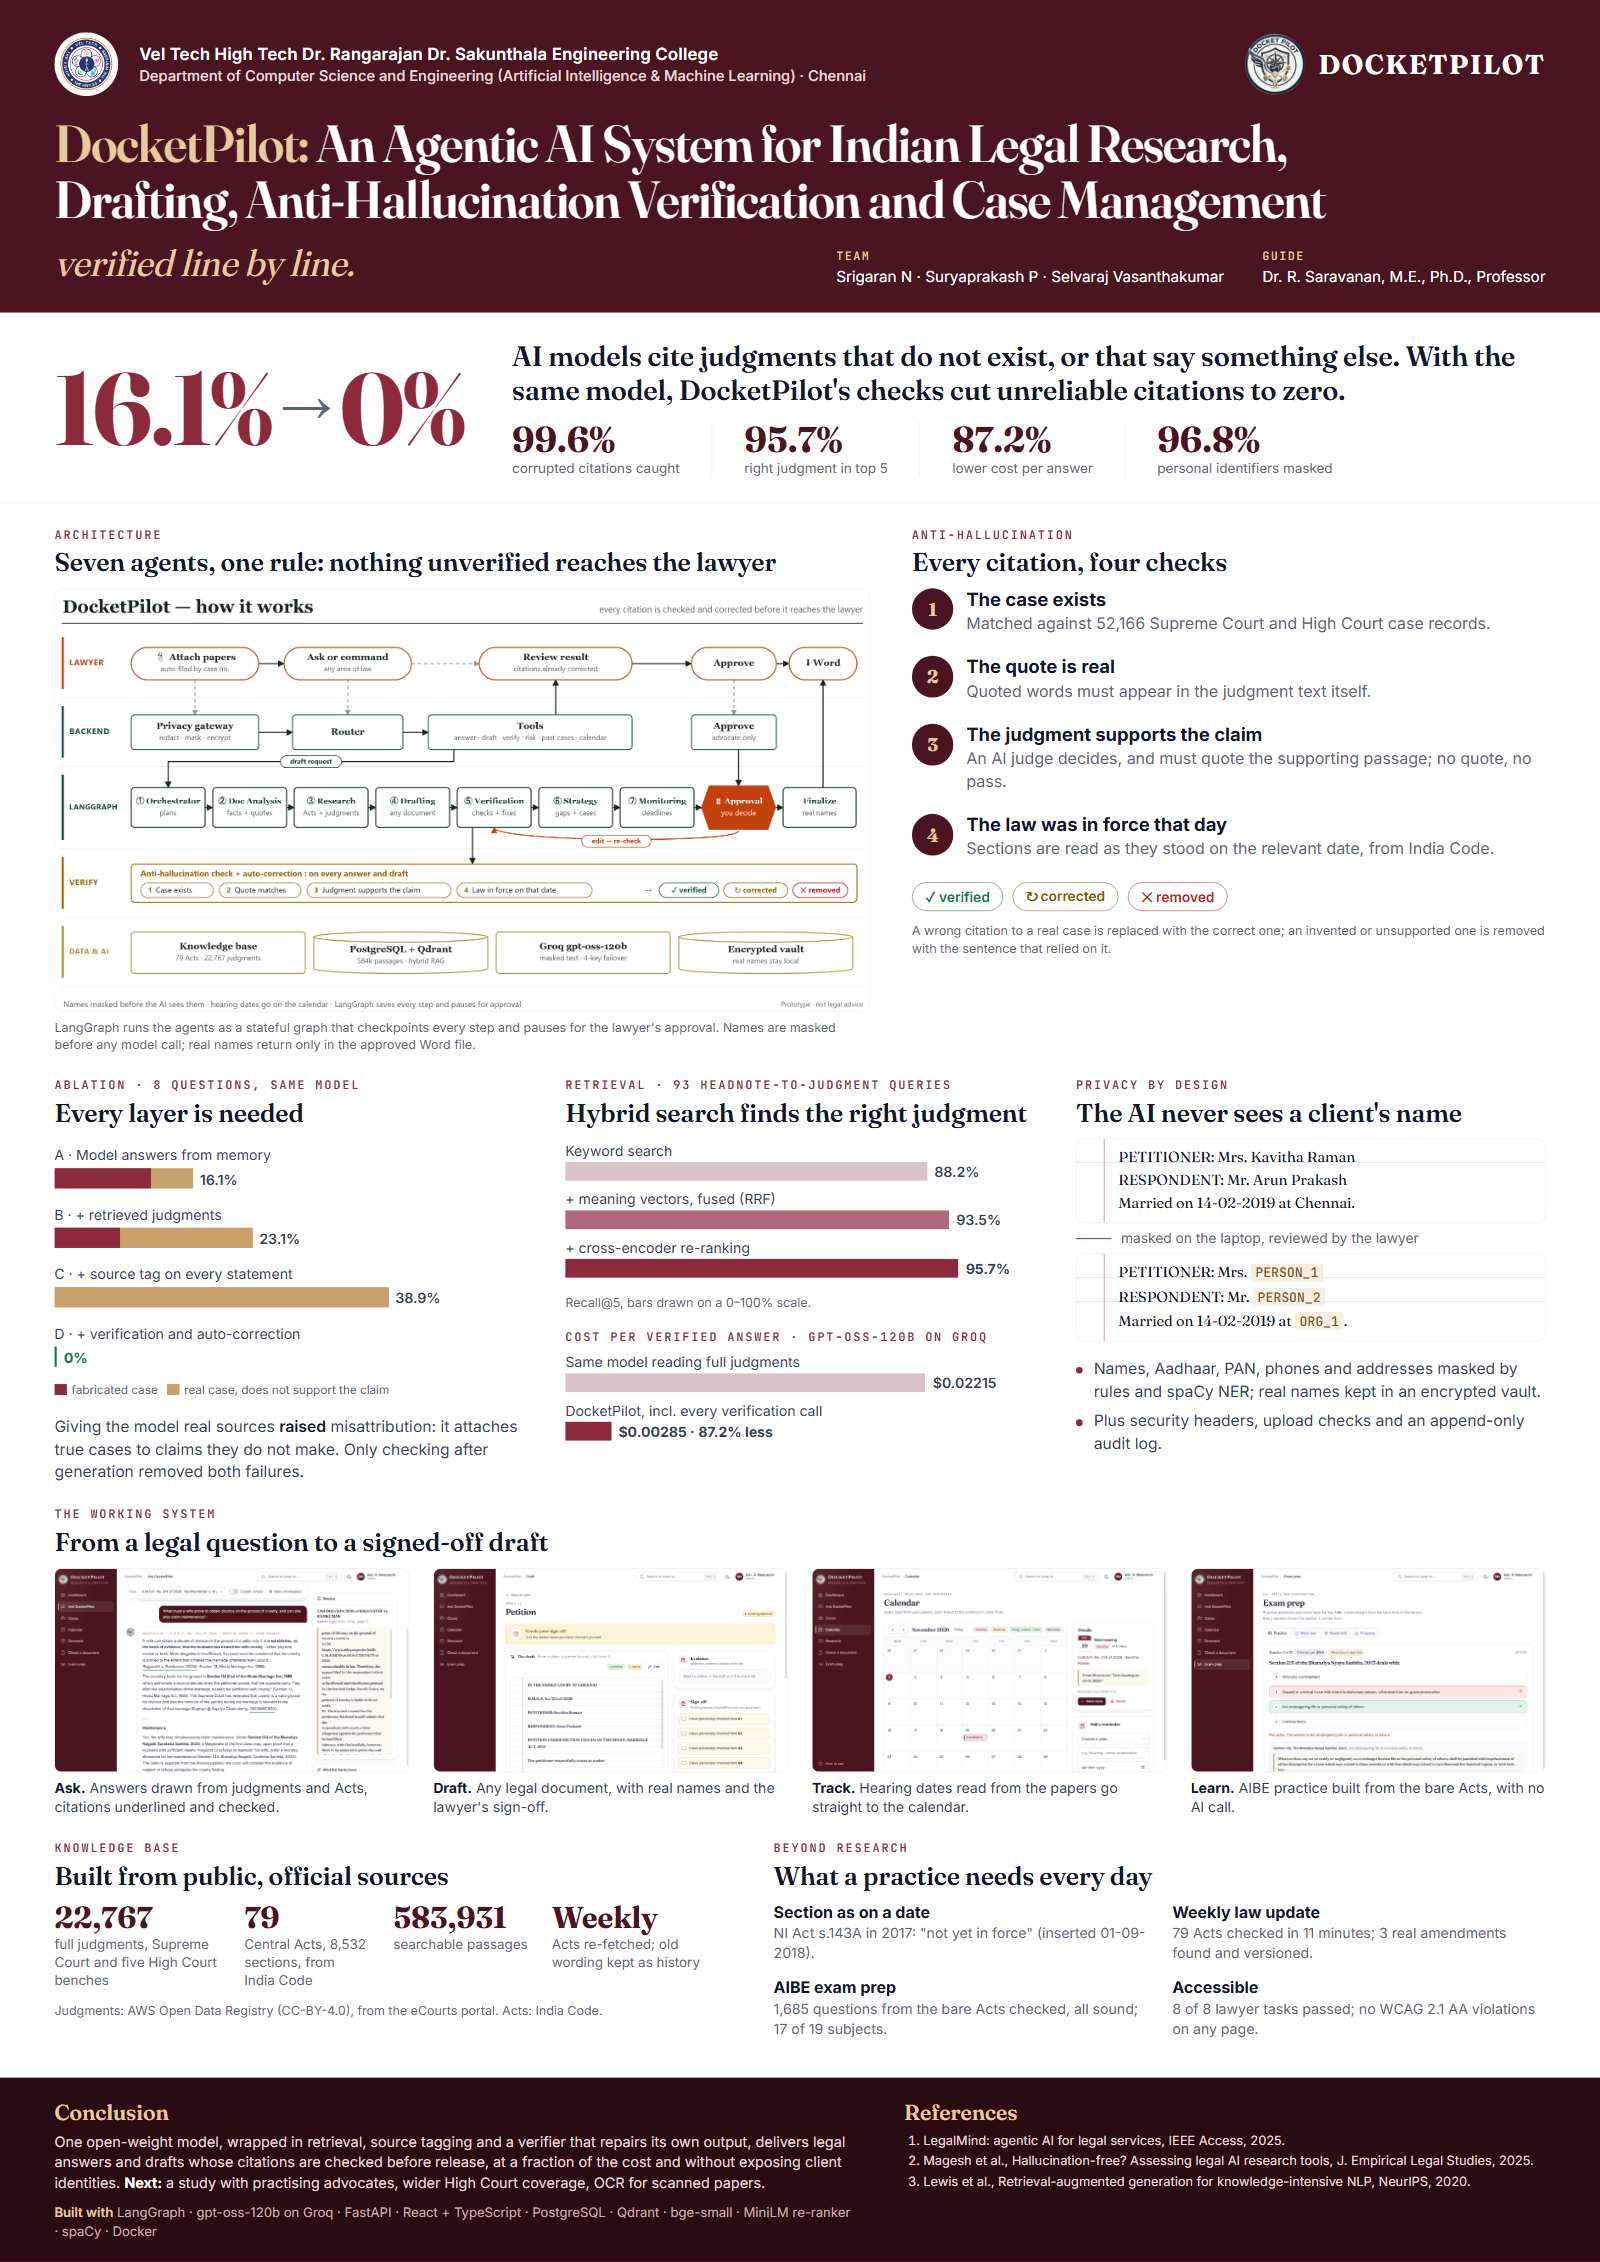 Vel Tech High Tech Dr. Rangarajan Dr. Sakunthala Engineering College
Department of Computer Science and Engineering (Artificial Intelligence & Machine Learning) · Chennai
DOCKETPILOT
DocketPilot: An Agentic AI System for Indian Legal Research,
Drafting, Anti-Hallucination Verification and Case Management
verified line by line.
TEAM
Srigaran N · Suryaprakash P · Selvaraj Vasanthakumar
GUIDE
Dr. R. Saravanan, M.E., Ph.D., Professor
16.1% → 0%
AI models cite judgments that do not exist, or that say something else. With the
same model, DocketPilot's checks cut unreliable citations to zero.
99.6%
corrupted citations caught
95.7%
right judgment in top 5
87.2%
lower cost per answer
96.8%
personal identifiers masked
ARCHITECTURE
Seven agents, one rule: nothing unverified reaches the lawyer
DocketPilot — how it works
every citation is checked and corrected before it reaches the lawyer
LAWYER
Attach papers
auto-filed by case no.
Ask or command
any area of law
Review result
citations already corrected
Approve
⬇ Word
BACKEND
Privacy gateway
redact · mask · encrypt
Router
Tools
answer · draft · verify · risk · past cases · calendar
Approve
advocate only
draft request
LANGGRAPH
① Orchestrator
plans
② Doc Analysis
facts + quotes
③ Research
Acts + judgments
④ Drafting
any document
⑤ Verification
checks + fixes
⑥ Strategy
gaps + cases
⑦ Monitoring
deadlines
⏸ Approval
you decide
Finalize
real names
edit → re-check
VERIFY
Anti-hallucination check + auto-correction : on every answer and draft
1 Case exists
2 Quote matches
3 Judgment supports the claim
4 Law in force on that date
→
✓ verified
↻ corrected
✕ removed
DATA & AI
Knowledge base
79 Acts · 22,767 judgments
PostgreSQL + Qdrant
584k passages · hybrid RAG
Groq gpt-oss-120b
masked text · 4-key failover
Encrypted vault
real names stay local
Names masked before the AI sees them · hearing dates go on the calendar · LangGraph saves every step and pauses for approval
Prototype · not legal advice
LangGraph runs the agents as a stateful graph that checkpoints every step and pauses for the lawyer's approval. Names are masked
before any model call; real names return only in the approved Word file.
ANTI-HALLUCINATION
Every citation, four checks
1
The case exists
Matched against 52,166 Supreme Court and High Court case records.
2
The quote is real
Quoted words must appear in the judgment text itself.
3
The judgment supports the claim
An AI judge decides, and must quote the supporting passage; no quote, no
pass.
4
The law was in force that day
Sections are read as they stood on the relevant date, from India Code.
✓ verified
↻ corrected
✕ removed
A wrong citation to a real case is replaced with the correct one; an invented or unsupported one is removed
with the sentence that relied on it.
ABLATION · 8 QUESTIONS, SAME MODEL
Every layer is needed
A · Model answers from memory
16.1%
B · + retrieved judgments
23.1%
C · + source tag on every statement
38.9%
D · + verification and auto-correction
0%
fabricated case
real case, does not support the claim
Giving the model real sources raised misattribution: it attaches
true cases to claims they do not make. Only checking after
generation removed both failures.
RETRIEVAL · 93 HEADNOTE-TO-JUDGMENT QUERIES
Hybrid search finds the right judgment
Keyword search
88.2%
+ meaning vectors, fused (RRF)
93.5%
+ cross-encoder re-ranking
95.7%
Recall@5, bars drawn on a 0–100% scale.
COST PER VERIFIED ANSWER · GPT-OSS-120B ON GROQ
Same model reading full judgments
$0.02215
DocketPilot, incl. every verification call
$0.00285 · 87.2% less
PRIVACY BY DESIGN
The AI never sees a client's name
PETITIONER: Mrs. Kavitha Raman
RESPONDENT: Mr. Arun Prakash
Married on 14-02-2019 at Chennai.
masked on the laptop, reviewed by the lawyer
PETITIONER: Mrs. PERSON_1
RESPONDENT: Mr. PERSON_2
Married on 14-02-2019 at ORG_1 .
Names, Aadhaar, PAN, phones and addresses masked by
rules and spaCy NER; real names kept in an encrypted vault.
Plus security headers, upload checks and an append-only
audit log.
THE WORKING SYSTEM
From a legal question to a signed-off draft
Petition
Calendar
November 2026
Exam prep
Ask. Answers drawn from judgments and Acts,
citations underlined and checked.
Draft. Any legal document, with real names and the
lawyer's sign-off.
Track. Hearing dates read from the papers go
straight to the calendar.
Learn. AIBE practice built from the bare Acts, with no
AI call.
KNOWLEDGE BASE
Built from public, official sources
22,767
full judgments, Supreme
Court and five High Court
benches
79
Central Acts, 8,532
sections, from
India Code
583,931
searchable passages
Weekly
Acts re-fetched; old
wording kept as history
Judgments: AWS Open Data Registry (CC-BY-4.0), from the eCourts portal. Acts: India Code.
BEYOND RESEARCH
What a practice needs every day
Section as on a date
NI Act s.143A in 2017: "not yet in force" (inserted 01-09-
2018).
Weekly law update
79 Acts checked in 11 minutes; 3 real amendments
found and versioned.
AIBE exam prep
1,685 questions from the bare Acts checked, all sound;
17 of 19 subjects.
Accessible
8 of 8 lawyer tasks passed; no WCAG 2.1 AA violations
on any page.
Conclusion
One open-weight model, wrapped in retrieval, source tagging and a verifier that repairs its own output, delivers legal
answers and drafts whose citations are checked before release, at a fraction of the cost and without exposing client
identities. Next: a study with practising advocates, wider High Court coverage, OCR for scanned papers.
Built with LangGraph · gpt-oss-120b on Groq · FastAPI · React + TypeScript · PostgreSQL · Qdrant · bge-small · MiniLM re-ranker
· spaCy · Docker
References
1. LegalMind: agentic AI for legal services, IEEE Access, 2025.
2. Magesh et al., Hallucination-free? Assessing legal AI research tools, J. Empirical Legal Studies, 2025.
3. Lewis et al., Retrieval-augmented generation for knowledge-intensive NLP, NeurIPS, 2020.